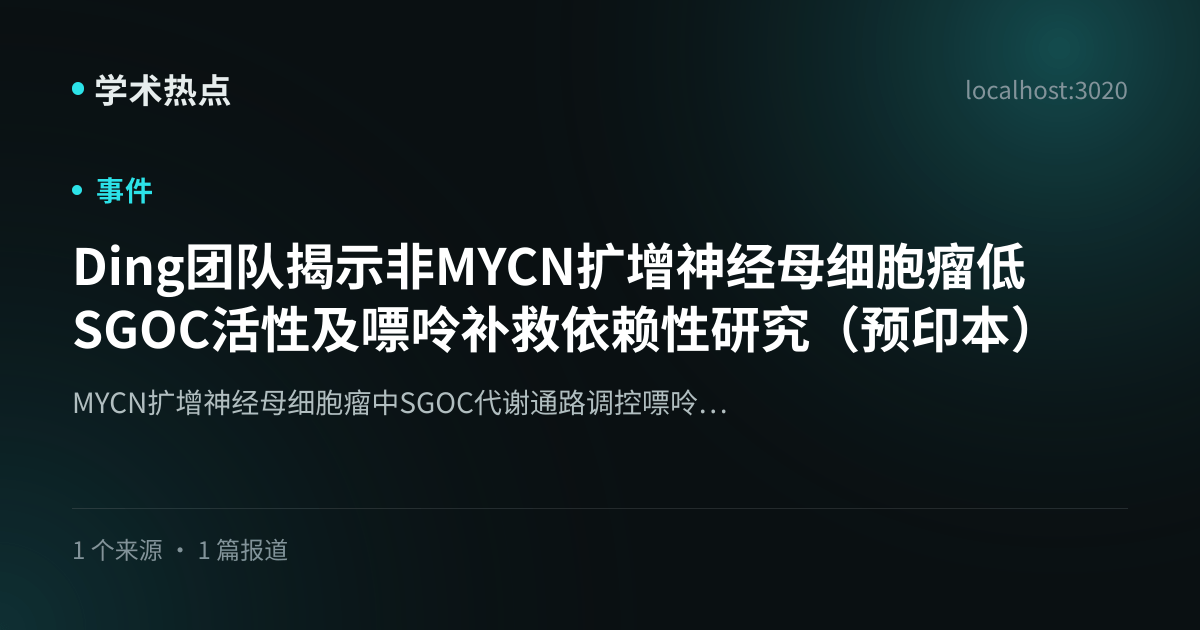 学术热点
localhost:3020
事件
Ding团队揭示非MYCN扩增神经母细胞瘤低
SGOC活性及嘌呤补救依赖性研究（预印本）
MYCN扩增神经母细胞瘤中SGOC代谢通路调控嘌呤…
1 个来源 · 1 篇报道